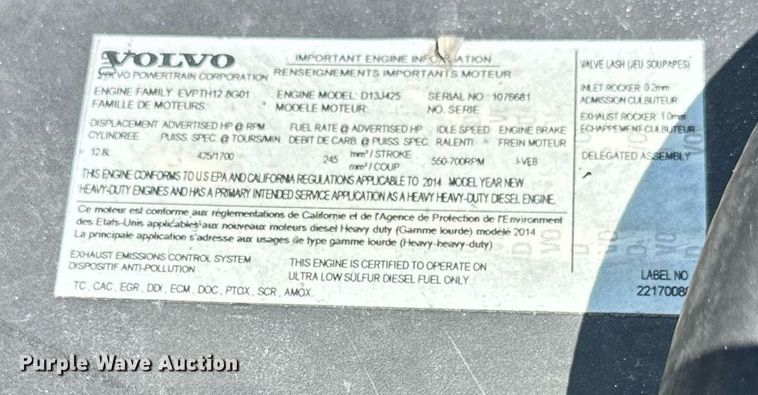 VOLVO
VOLVO POWERTRAIN CORPORATION
IMPORTANT ENGINE INFORMATION
RENSEIGNEMENTS IMPORTANTS MOTEUR
ENGINE FAMILY EVPTH12.8G01
FAMILLE DE MOTEURS:
ENGINE MODEL: D13J425
MODELE MOTEUR:
SERIAL NO: 1076681
NO. SERIE
DISPLACEMENT ADVERTISED HP @ RPM FUEL RATE @ ADVERTISED HP IDLE SPEED ENGINE BRAKE
CYLINDREE PUISS SPEC @ TOURS/MIN. DEBIT DE CARB @ PUISS SPEC. RALENTI FREIN MOTEUR
12.8L 425/1700 245 mm³ / STROKE 550-700RPM I-VEB
mm³ / COUP
THIS ENGINE CONFORMS TO U S EPA AND CALIFORNIA REGULATIONS APPLICABLE TO 2014 MODEL YEAR NEW
HEAVY-DUTY ENGINES AND HAS A PRIMARY INTENDED SERVICE APPLICATION AS A HEAVY HEAVY-DUTY DIESEL ENGINE.
Ce moteur est conforme aux réglementations de Californie et de l'Agence de Protection de l'Environment
des Etats-Unis applicables aux nouveaux moteurs diesel Heavy duty (Gamme lourde) modèle 2014
La principale application s'adresse aux usages de type gamme lourde (Heavy-heavy-duty)
EXHAUST EMISSIONS CONTROL SYSTEM
DISPOSITIF ANTI-POLLUTION
TC, CAC, EGR, DDI, ECM, DOC, PTOX, SCR, AMOX
THIS ENGINE IS CERTIFIED TO OPERATE ON
ULTRA LOW SULFUR DIESEL FUEL ONLY
VALVE LASH (JEU SOUPAPES)
INLET ROCKER 0.2mm
ADMISSION CULBUTEUR
EXHAUST ROCKER 1.0mm
ECHAPPEMENT CULBUTEUR
DELEGATED ASSEMBLY
LABEL NO
2217008
Purple Wave Auction